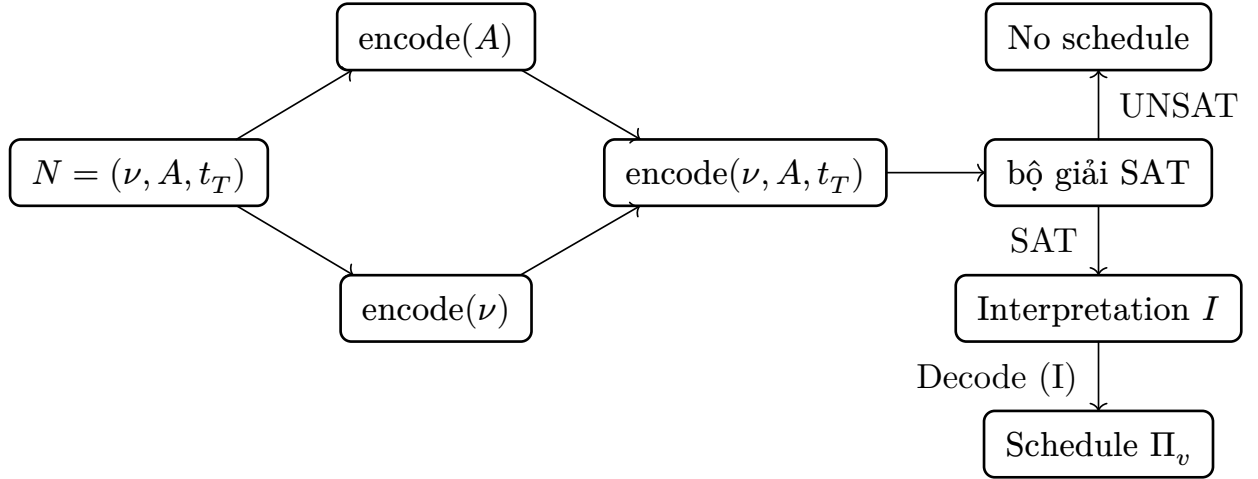 encode(A)
No schedule
UNSAT
N = (ν, A, t_T)
encode(ν, A, t_T)
bộ giải SAT
SAT
encode(ν)
Interpretation I
Decode (I)
Schedule Π_v